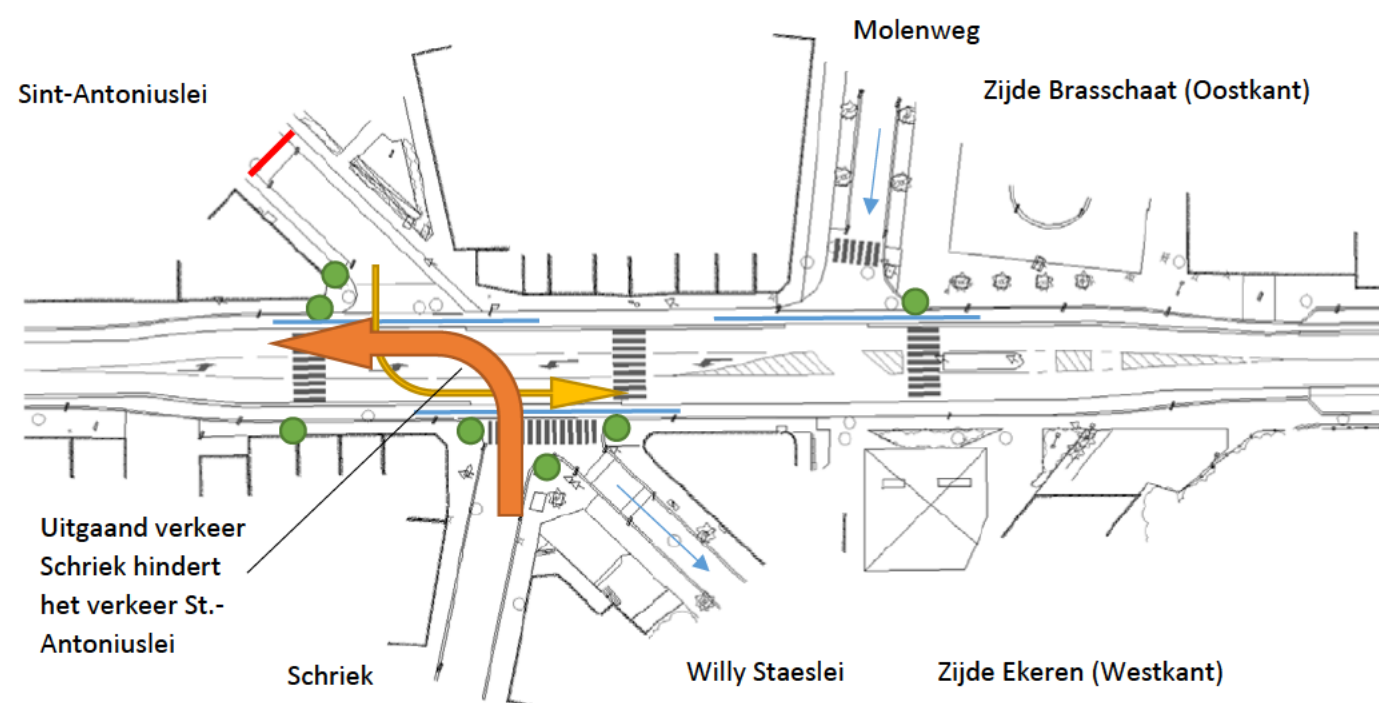 Molenweg
Sint-Antoniuslei
Zijde Brasschaat (Oostkant)
Uitgaand verkeer
Schriek hindert
het verkeer St.-
Antoniuslei
Schriek
Willy Staeslei
Zijde Ekeren (Westkant)